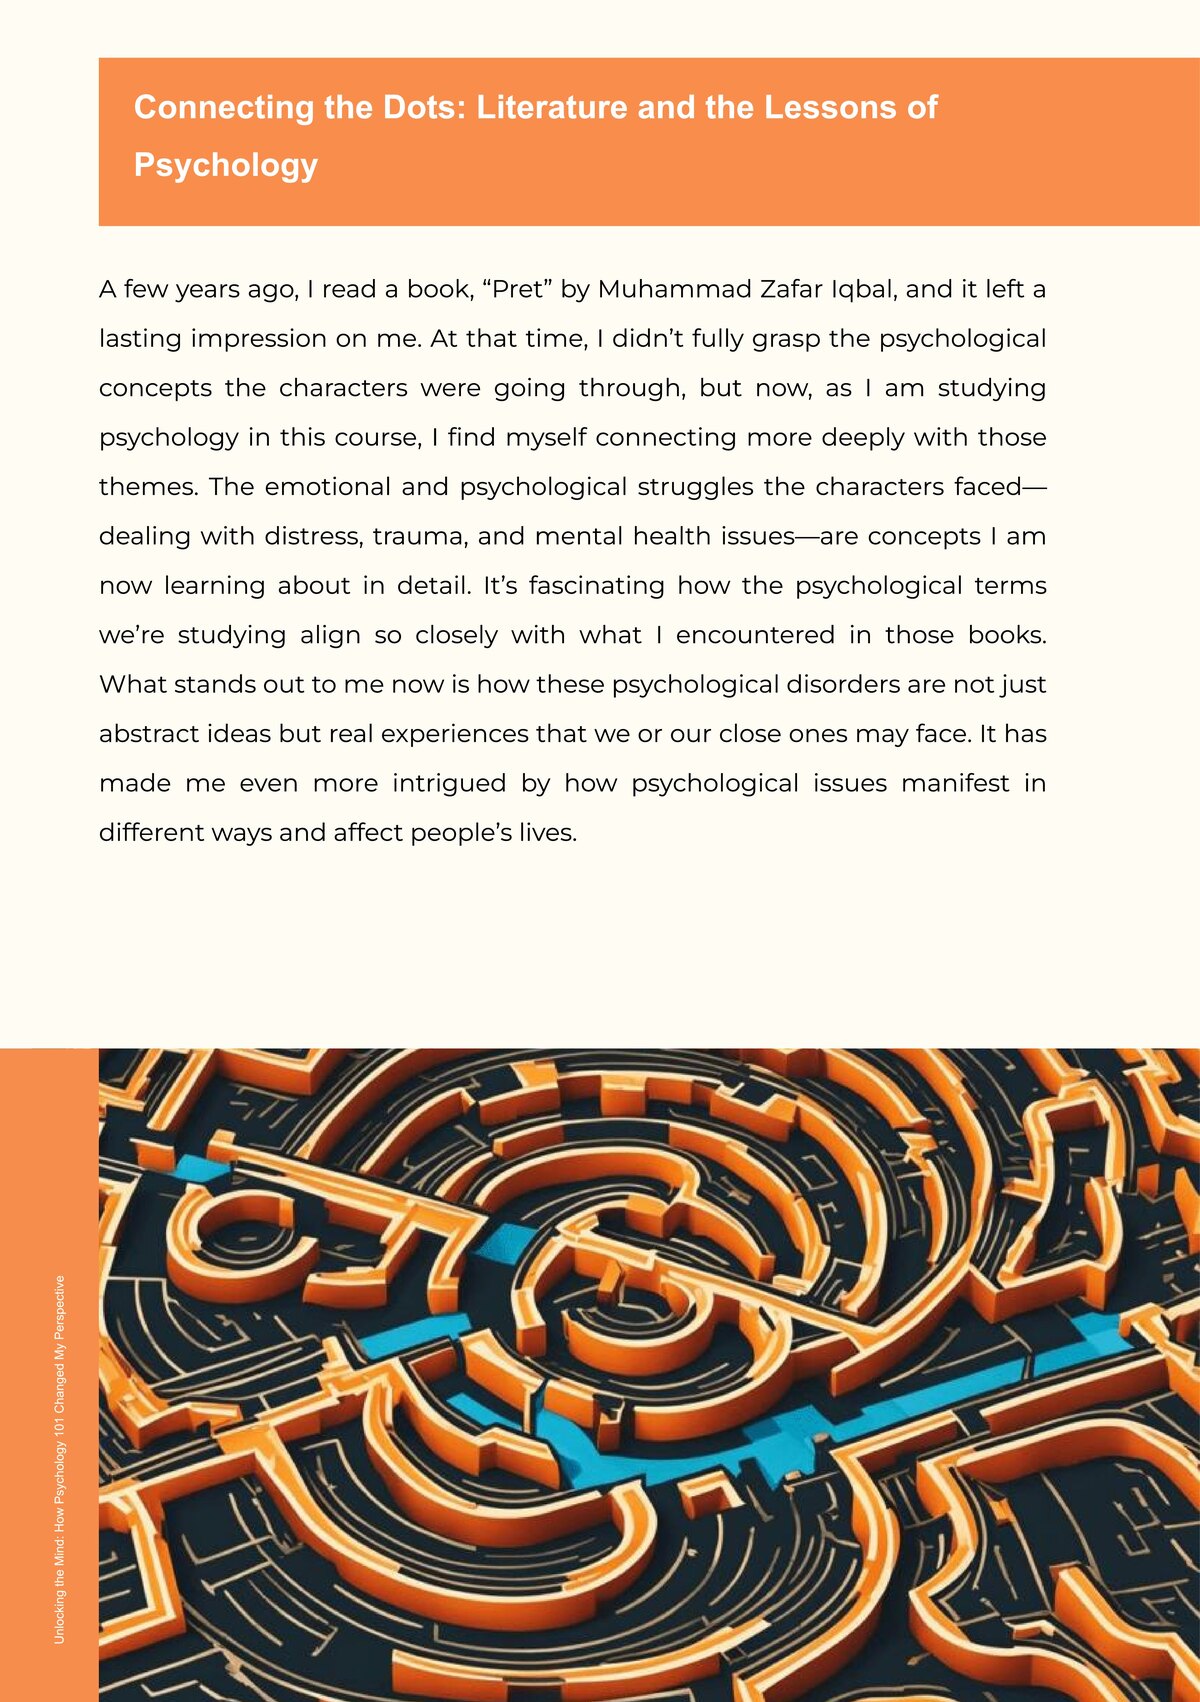 Connecting the Dots: Literature and the Lessons of
Psychology
A few years ago, I read a book, “Pret” by Muhammad Zafar Iqbal, and it left a
lasting impression on me. At that time, I didn’t fully grasp the psychological
concepts the characters were going through, but now, as I am studying
psychology in this course, I find myself connecting more deeply with those
themes. The emotional and psychological struggles the characters faced—
dealing with distress, trauma, and mental health issues—are concepts I am
now learning about in detail. It’s fascinating how the psychological terms
we’re studying align so closely with what I encountered in those books.
What stands out to me now is how these psychological disorders are not just
abstract ideas but real experiences that we or our close ones may face. It has
made me even more intrigued by how psychological issues manifest in
different ways and affect people’s lives.
Unlocking the Mind: How Psychology 101 Changed My Perspective